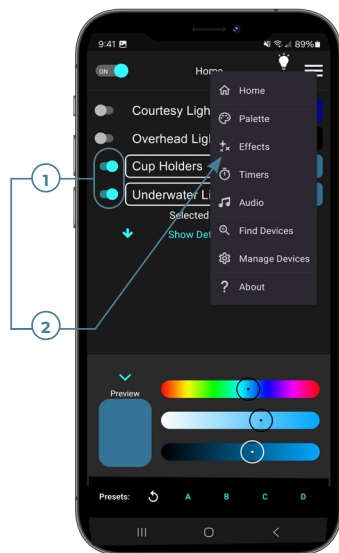 9:41 89%
ON Home
Home
Courtesy Ligh
Palette
Overhead Ligh
Effects
1 Cup Holders
Timers
Underwater Li
Audio
Selected
Show Det
Find Devices
Manage Devices
2
? About
Preview
Presets: A B C D